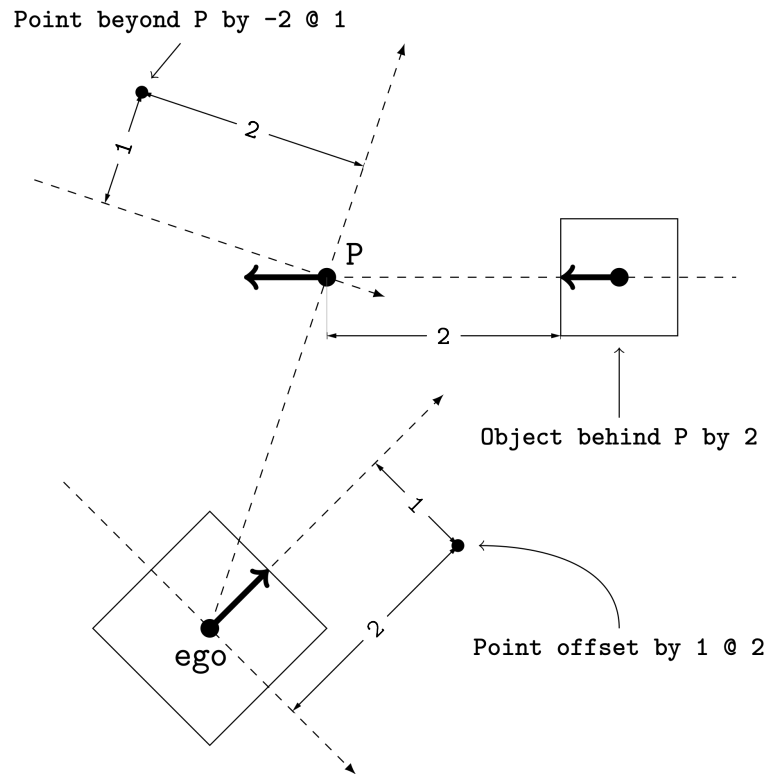 Point beyond P by -2 @ 1
2
1
P
2
Object behind P by 2
1
2
ego
Point offset by 1 @ 2